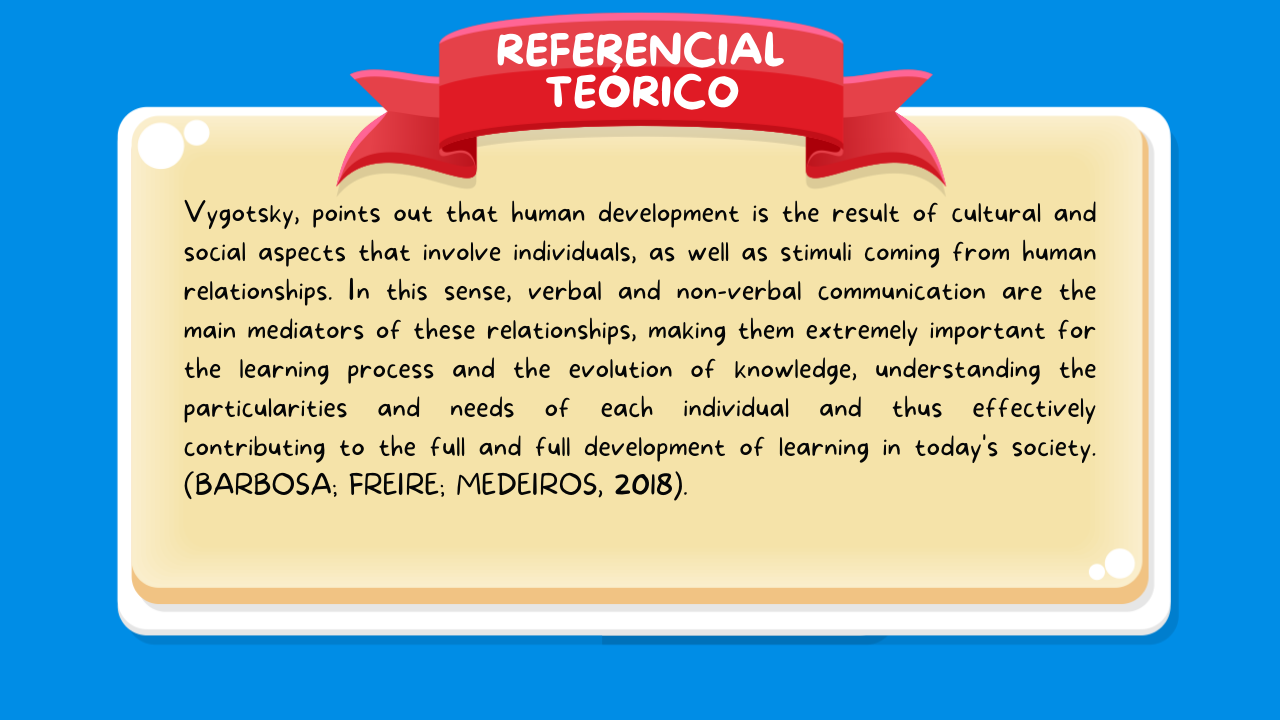 REFERENCIAL
TEÓRICO
Vygotsky, points out that human development is the result of cultural and
social aspects that involve individuals, as well as stimuli coming from human
relationships. In this sense, verbal and non-verbal communication are the
main mediators of these relationships, making them extremely important for
the learning process and the evolution of knowledge, understanding the
particularities and needs of each individual and thus effectively
contributing to the full and full development of learning in today's society.
(BARBOSA; FREIRE; MEDEIROS, 2018).